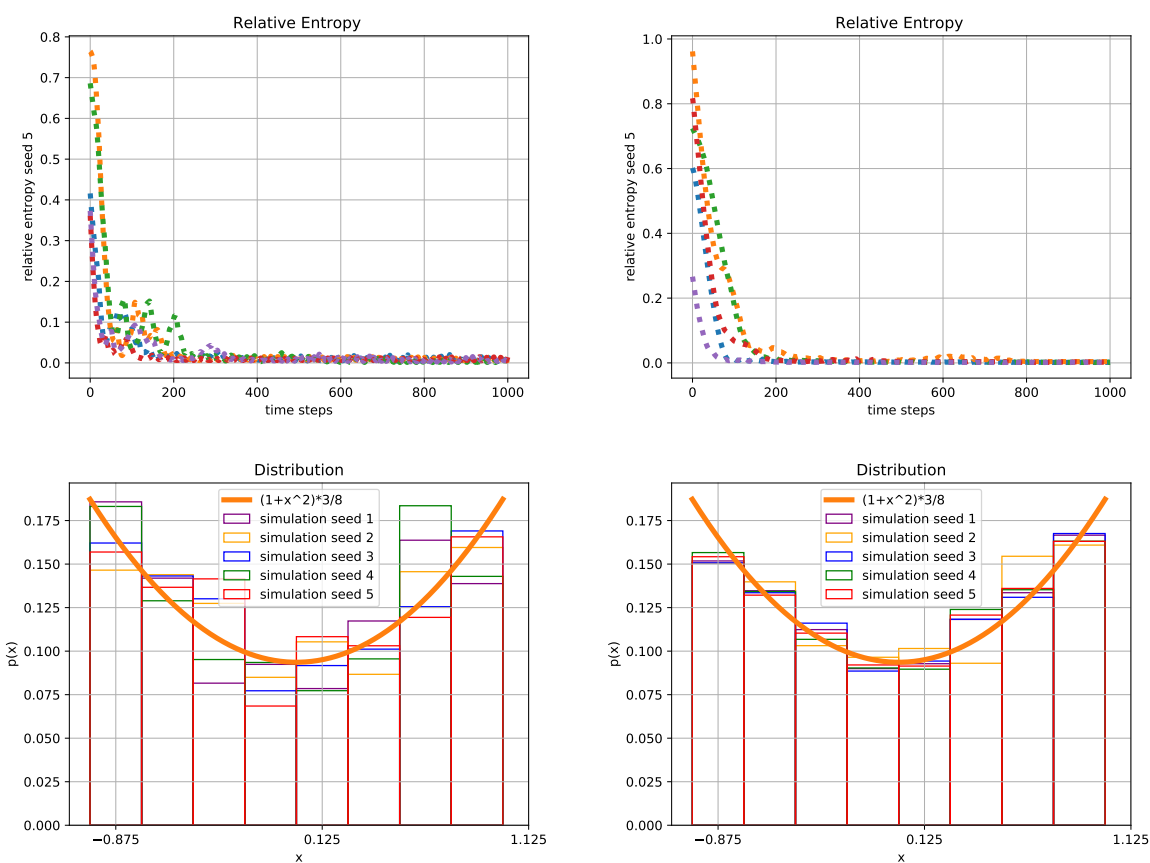 Relative Entropy
relative entropy seed 5
0.8
0.7
0.6
0.5
0.4
0.3
0.2
0.1
0.0
0 200 400 600 800 1000
time steps
Relative Entropy
relative entropy seed 5
1.0
0.8
0.6
0.4
0.2
0.0
0 200 400 600 800 1000
time steps
Distribution
p(x)
0.175
0.150
0.125
0.100
0.075
0.050
0.025
0.000
(1+x^2)*3/8
simulation seed 1
simulation seed 2
simulation seed 3
simulation seed 4
simulation seed 5
−0.875 0.125 1.125
x
Distribution
p(x)
0.175
0.150
0.125
0.100
0.075
0.050
0.025
0.000
(1+x^2)*3/8
simulation seed 1
simulation seed 2
simulation seed 3
simulation seed 4
simulation seed 5
−0.875 0.125 1.125
x